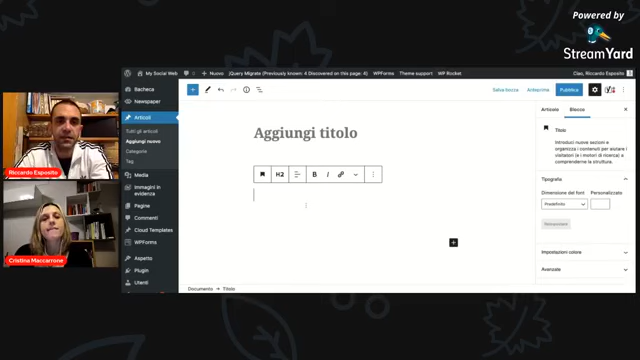 Powered by
StreamYard
My Social Web
Nuovo
jQuery Migrate (Previously known: 4 Discovered on this page: 4)
WPForms
Theme support
WP Rocket
Ciao, Riccardo Esposito
Bacheca
Newspaper
Articoli
Tutti gli articoli
Aggiungi nuovo
Categorie
Tag
Media
Immagini in
evidenza
Pagine
Commenti
Cloud Templates
WPForms
Aspetto
Plugin
Utenti
Salva bozza
Anteprima
Pubblica
Aggiungi titolo
H2
B
I
Articolo
Blocco
Titolo
Introduci nuove sezioni e
organizza i contenuti per aiutare i
visitatori (e i motori di ricerca) a
comprenderne la struttura.
Tipografia
Dimensione del font
Personalizzato
Predefinito
Reimpostare
Impostazioni colore
Avanzate
Documento → Titolo
Riccardo Esposito
Cristina Maccarrone